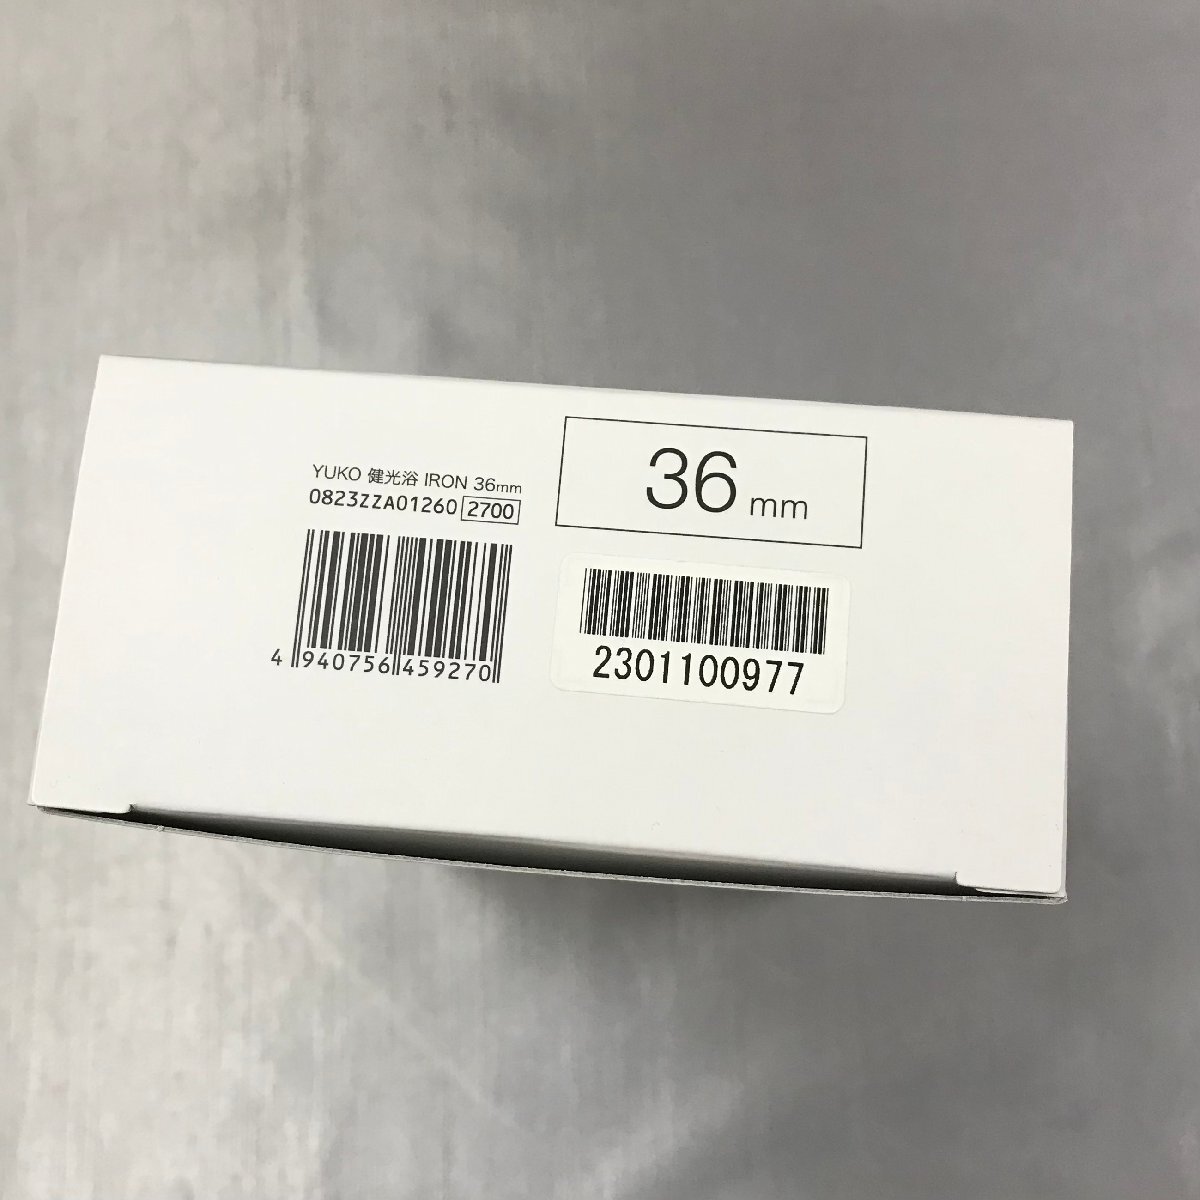 YUKO 健光浴 IRON 36mm
0823ZZA01260 2700
4 940756 459270
36 mm
2301100977